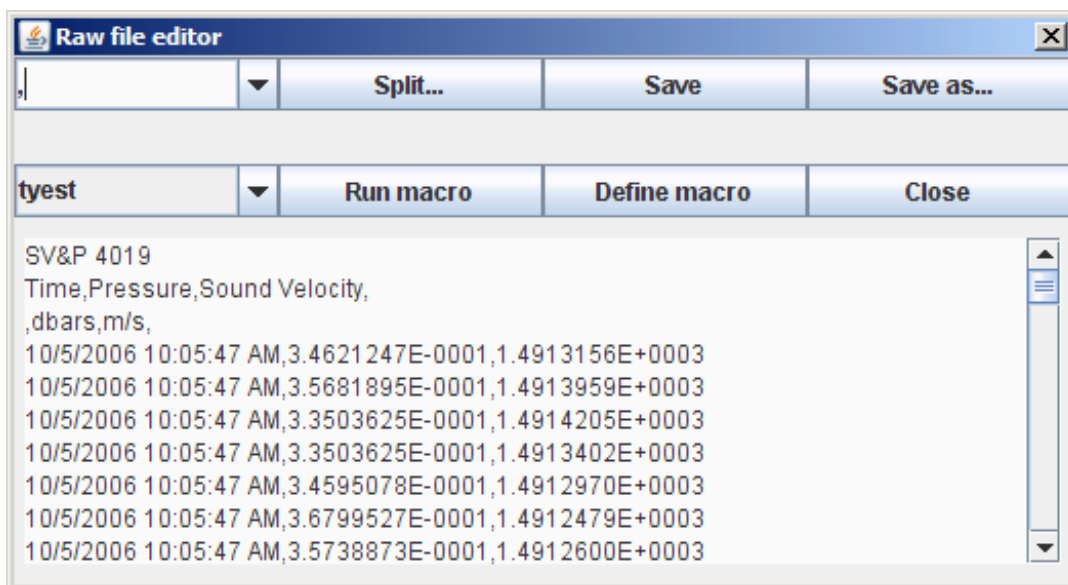 Raw file editor
, Split... Save Save as...
tyest Run macro Define macro Close
SV&P 4019
Time,Pressure,Sound Velocity,
,dbars,m/s,
10/5/2006 10:05:47 AM,3.4621247E-0001,1.4913156E+0003
10/5/2006 10:05:47 AM,3.5681895E-0001,1.4913959E+0003
10/5/2006 10:05:47 AM,3.3503625E-0001,1.4914205E+0003
10/5/2006 10:05:47 AM,3.3503625E-0001,1.4913402E+0003
10/5/2006 10:05:47 AM,3.4595078E-0001,1.4912970E+0003
10/5/2006 10:05:47 AM,3.6799527E-0001,1.4912479E+0003
10/5/2006 10:05:47 AM,3.5738873E-0001,1.4912600E+0003